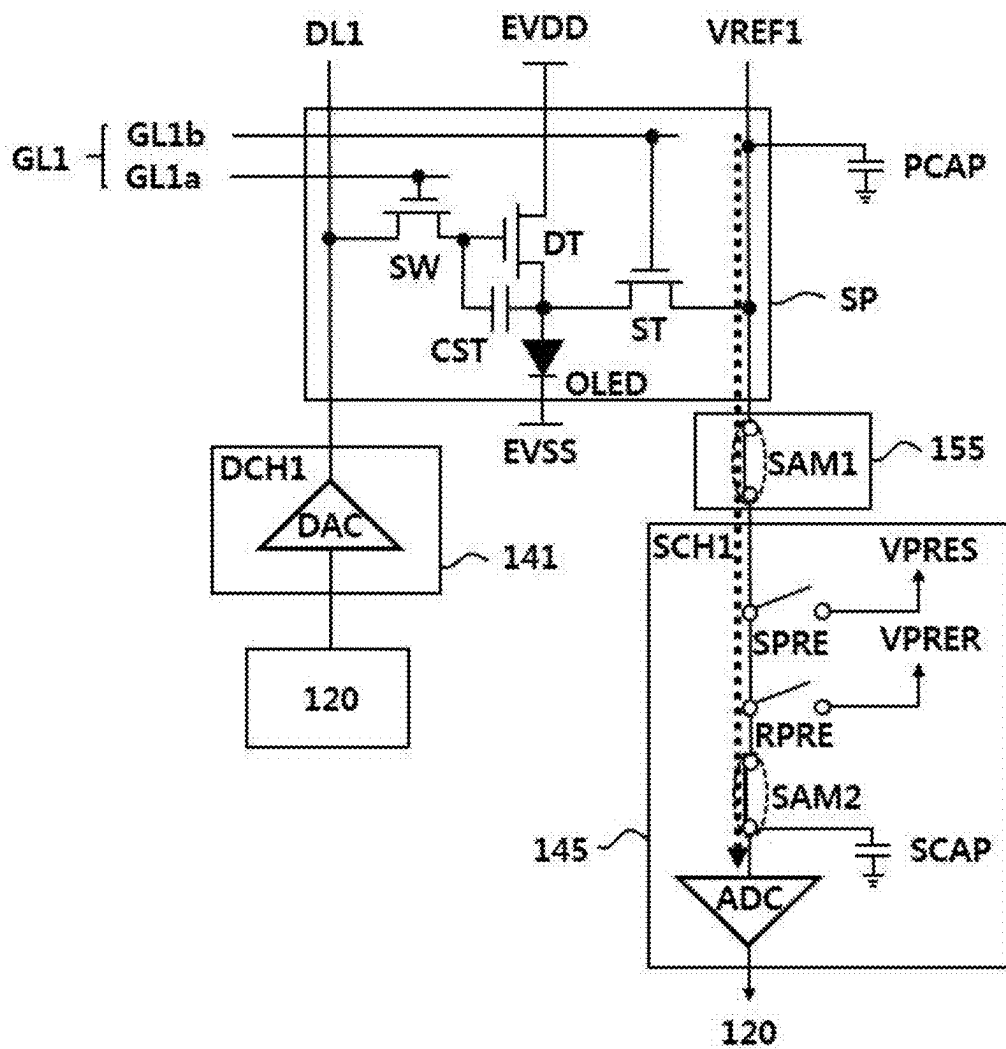 DL1
EVDD
VREF1
GL1
GL1b
GL1a
PCAP
SW
DT
SP
CST
ST
OLED
EVSS
SAM1
155
DCH1
DAC
141
SCH1
VPRES
SPRE
VPRER
120
RPRE
SAM2
145
SCAP
ADC
120